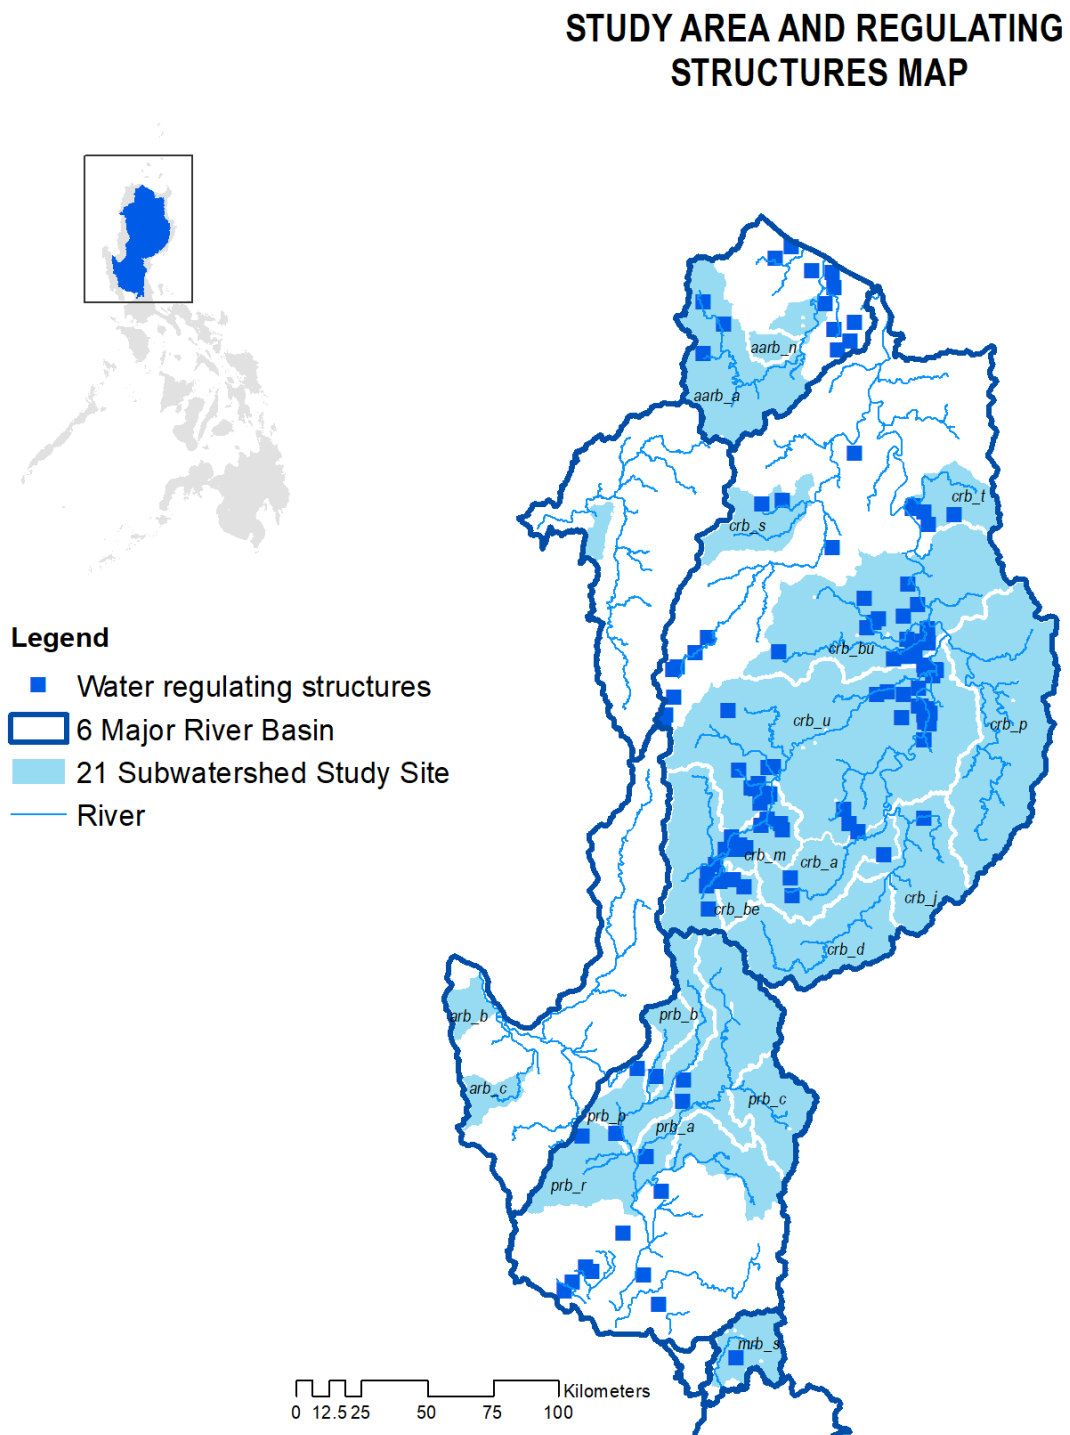 STUDY AREA AND REGULATING
STRUCTURES MAP
aarb_n
aarb_a
crb_t
crb_s
Legend
Water regulating structures
6 Major River Basin
21 Subwatershed Study Site
River
crb_bu
crb_u
crb_p
crb_m
crb_a
crb_j
crb_be
crb_d
arb_b
prb_b
arb_c
prb_c
prb_p
prb_a
prb_r
mrb_s
Kilometers
0 12.5 25 50 75 100